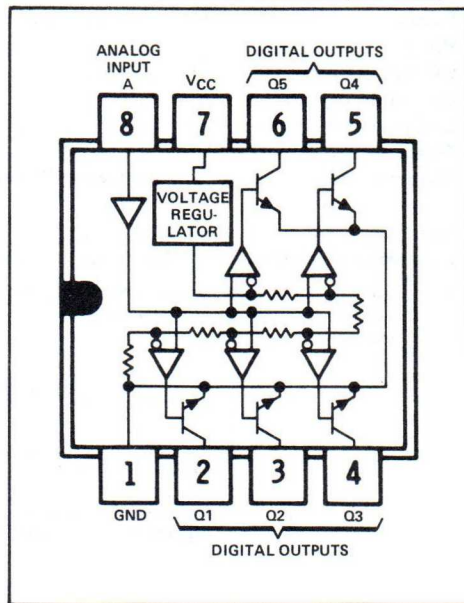 ANALOG
INPUT
A
VCC
DIGITAL OUTPUTS
Q5
Q4
8
7
6
5
VOLTAGE
REGU-
LATOR
1
2
3
4
GND
Q1
Q2
Q3
DIGITAL OUTPUTS